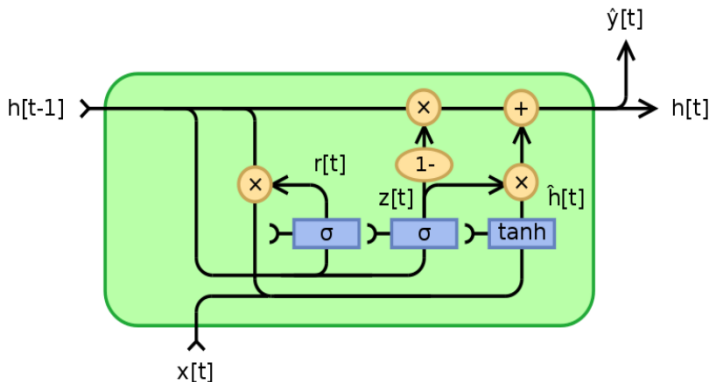 ŷ[t]
h[t-1]
×
+
h[t]
r[t]
1-
×
z[t]
×
ĥ[t]
σ
σ
tanh
x[t]